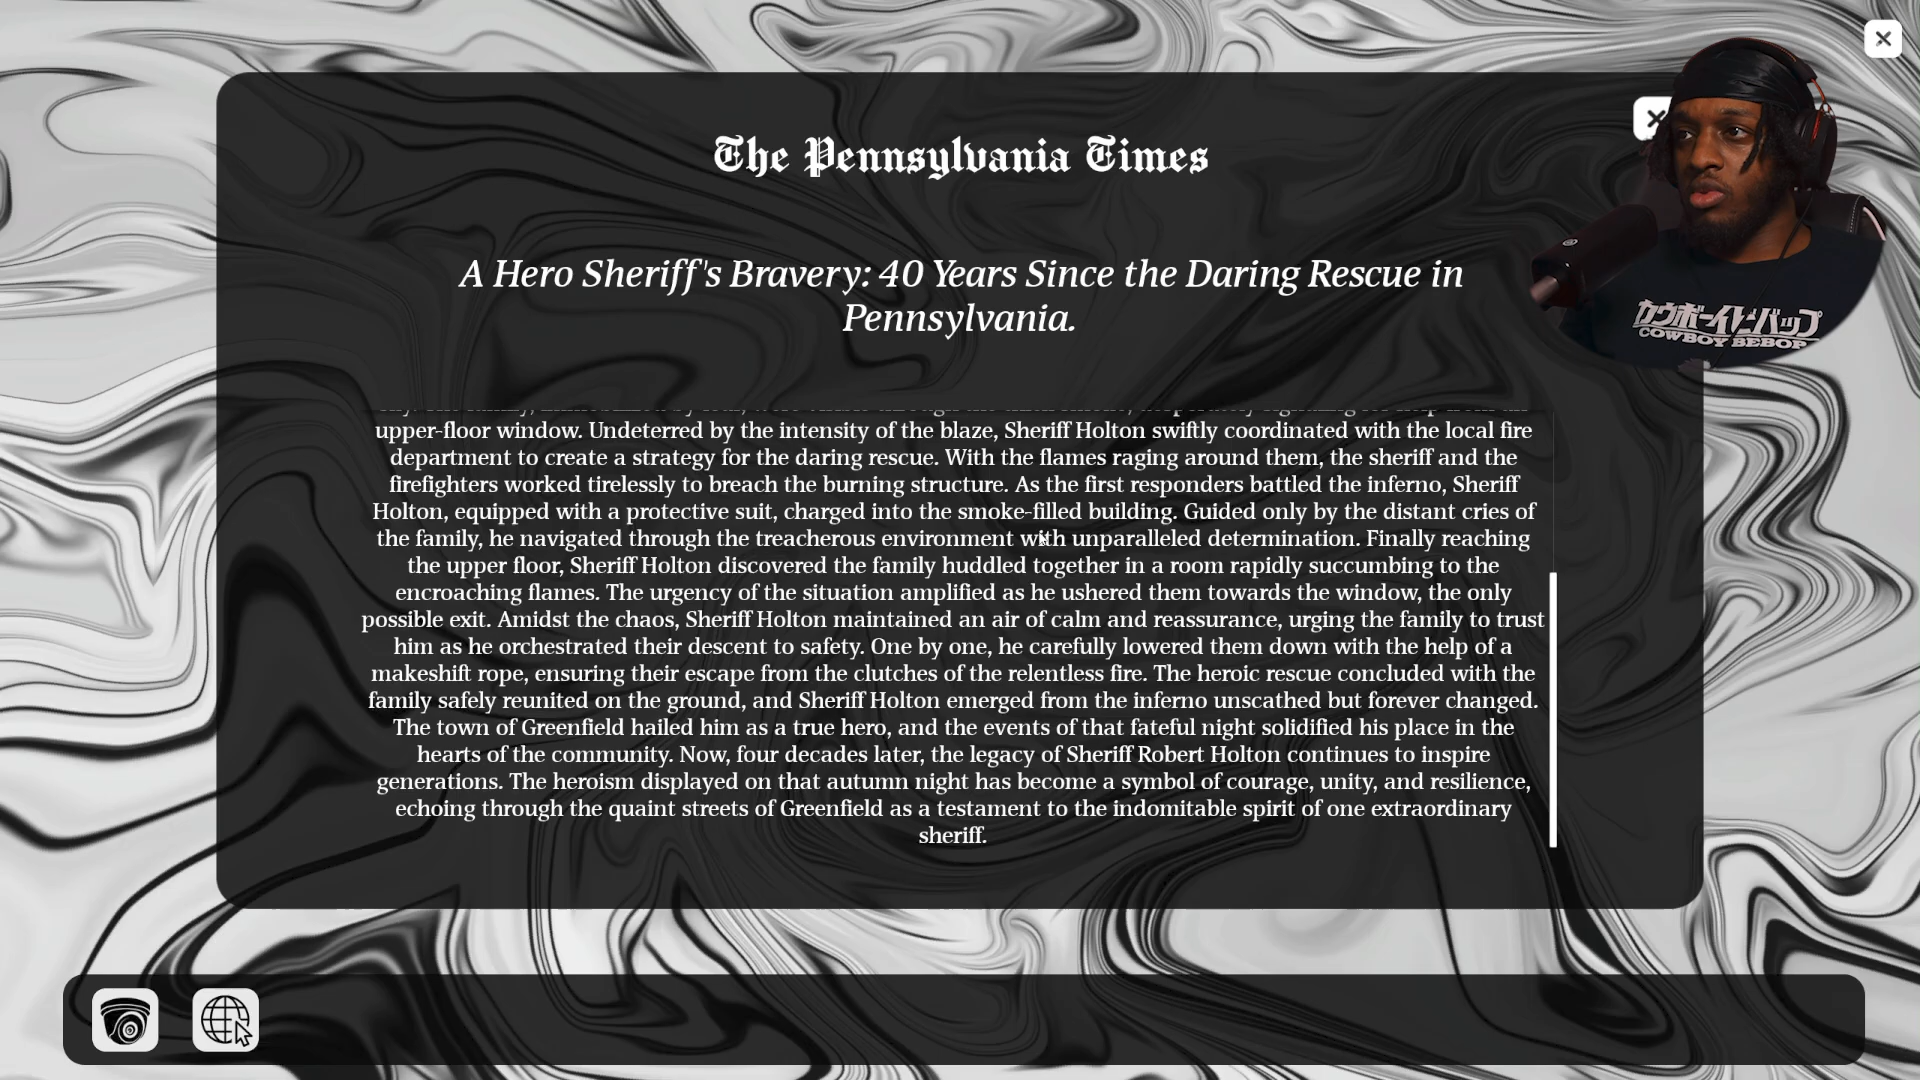 The Pennsylvania Times
A Hero Sheriff's Bravery: 40 Years Since the Daring Rescue in
Pennsylvania.
upper-floor window. Undeterred by the intensity of the blaze, Sheriff Holton swiftly coordinated with the local fire
department to create a strategy for the daring rescue. With the flames raging around them, the sheriff and the
firefighters worked tirelessly to breach the burning structure. As the first responders battled the inferno, Sheriff
Holton, equipped with a protective suit, charged into the smoke-filled building. Guided only by the distant cries of
the family, he navigated through the treacherous environment with unparalleled determination. Finally reaching
the upper floor, Sheriff Holton discovered the family huddled together in a room rapidly succumbing to the
encroaching flames. The urgency of the situation amplified as he ushered them towards the window, the only
possible exit. Amidst the chaos, Sheriff Holton maintained an air of calm and reassurance, urging the family to trust
him as he orchestrated their descent to safety. One by one, he carefully lowered them down with the help of a
makeshift rope, ensuring their escape from the clutches of the relentless fire. The heroic rescue concluded with the
family safely reunited on the ground, and Sheriff Holton emerged from the inferno unscathed but forever changed.
The town of Greenfield hailed him as a true hero, and the events of that fateful night solidified his place in the
hearts of the community. Now, four decades later, the legacy of Sheriff Robert Holton continues to inspire
generations. The heroism displayed on that autumn night has become a symbol of courage, unity, and resilience,
echoing through the quaint streets of Greenfield as a testament to the indomitable spirit of one extraordinary
sheriff.
カウボーイビバップ
COWBOY BEBOP